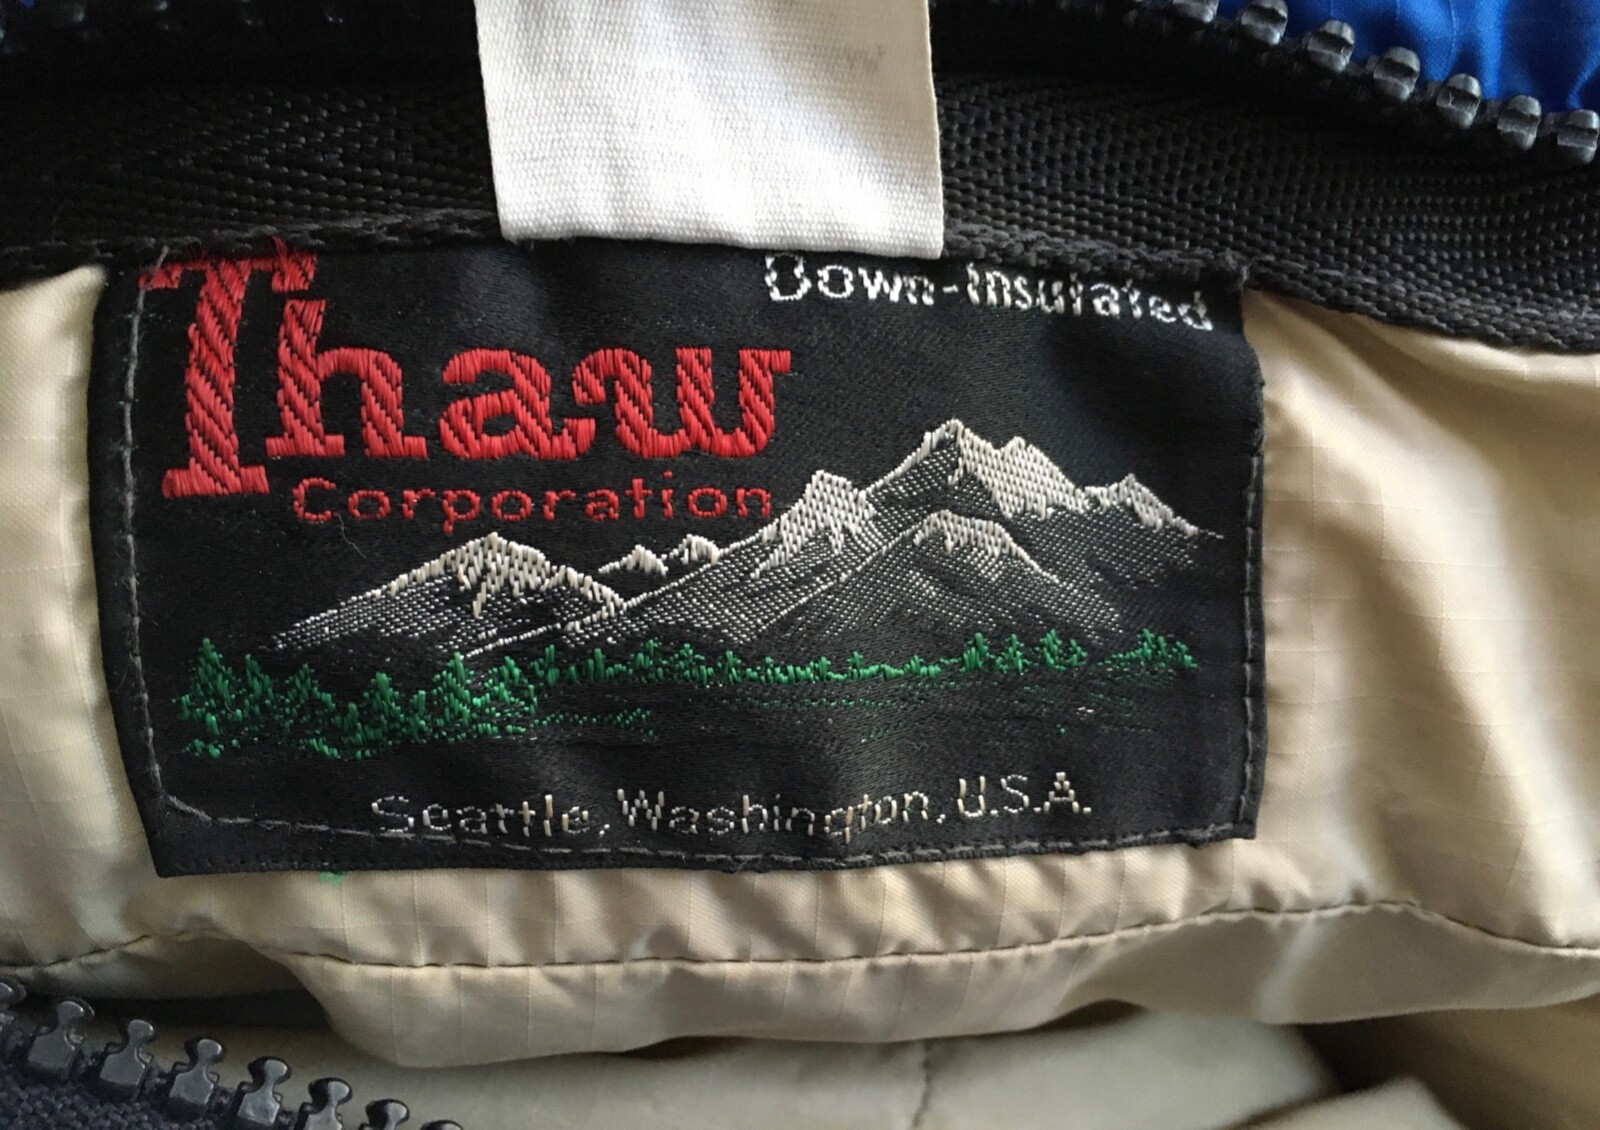 Down-Insulated
Thaw
Corporation
Seattle, Washington, U.S.A.